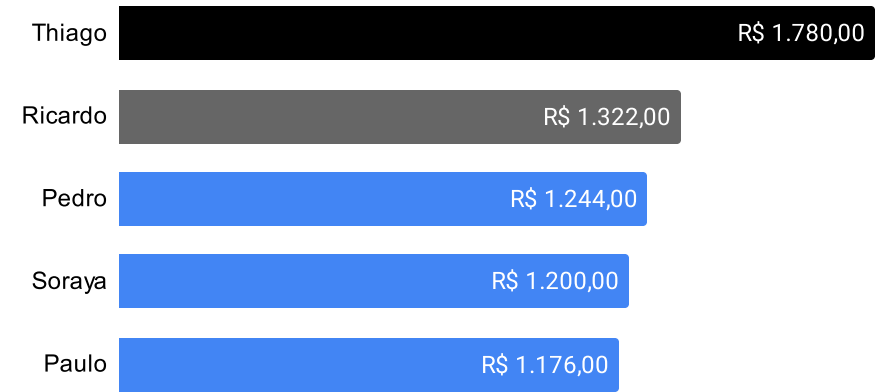 Thiago R$ 1.780,00
Ricardo R$ 1.322,00
Pedro R$ 1.244,00
Soraya R$ 1.200,00
Paulo R$ 1.176,00